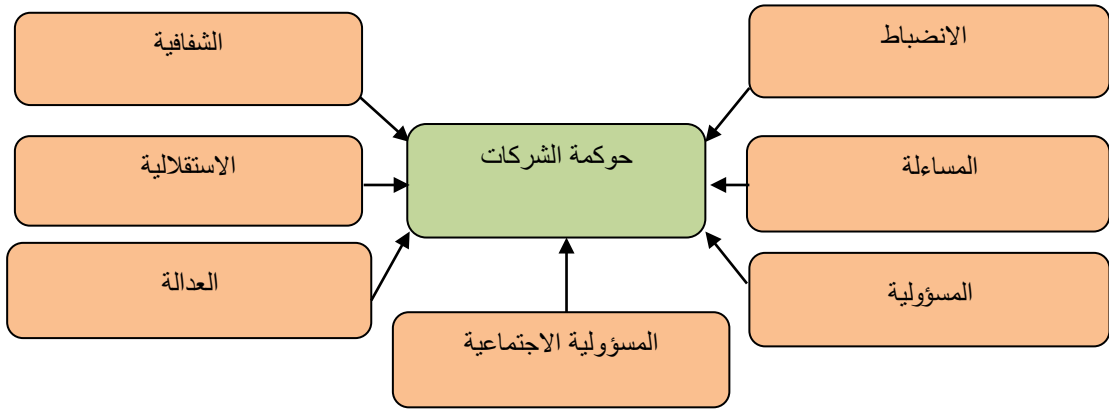 الانضباط
الشفافية
حوكمة الشركات
المساءلة
الاستقلالية
المسؤولية
العدالة
المسؤولية الاجتماعية